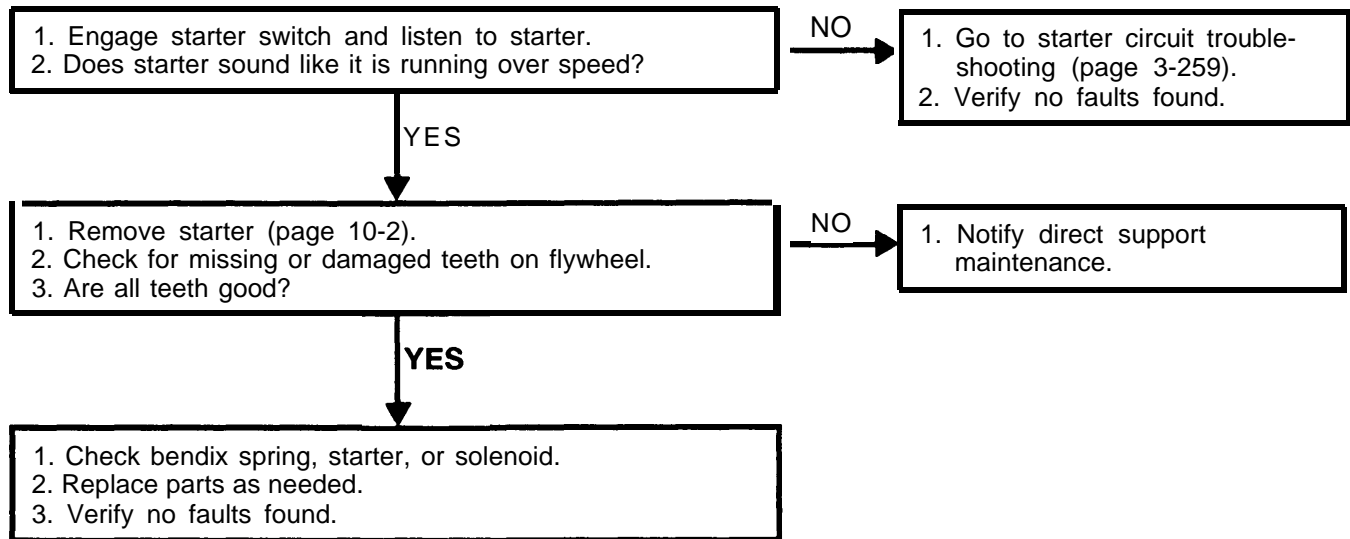 1. Engage starter switch and listen to starter.
2. Does starter sound like it is running over speed?
NO
1. Go to starter circuit trouble-
shooting (page 3-259).
2. Verify no faults found.
YES
1. Remove starter (page 10-2).
2. Check for missing or damaged teeth on flywheel.
3. Are all teeth good?
NO
1. Notify direct support
maintenance.
YES
1. Check bendix spring, starter, or solenoid.
2. Replace parts as needed.
3. Verify no faults found.